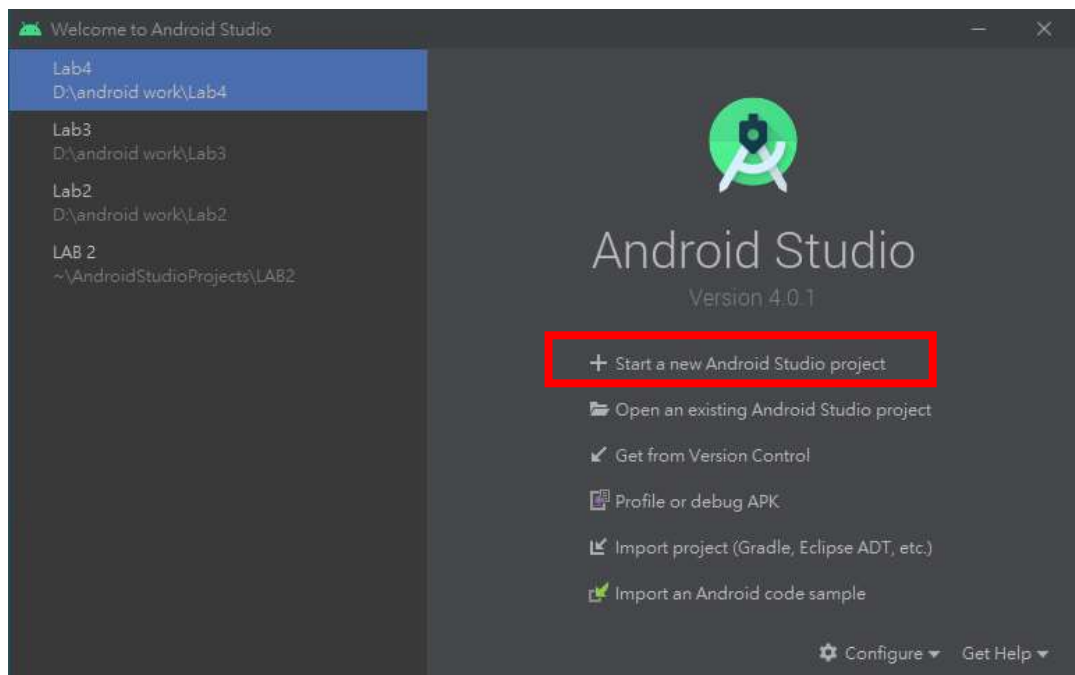 Welcome to Android Studio
Lab4
D:\android work\Lab4
Lab3
D:\android work\Lab3
Lab2
D:\android work\Lab2
LAB 2
~\AndroidStudioProjects\LAB2
Android Studio
Version 4.0.1
Start a new Android Studio project
Open an existing Android Studio project
Get from Version Control
Profile or debug APK
Import project (Gradle, Eclipse ADT, etc.)
Import an Android code sample
Configure Get Help